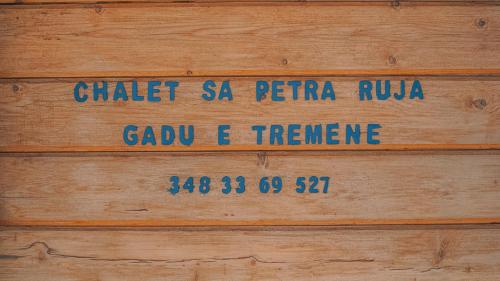 CHALET SA PETRA RUJA
GADU E TREMENE
348 33 69 527